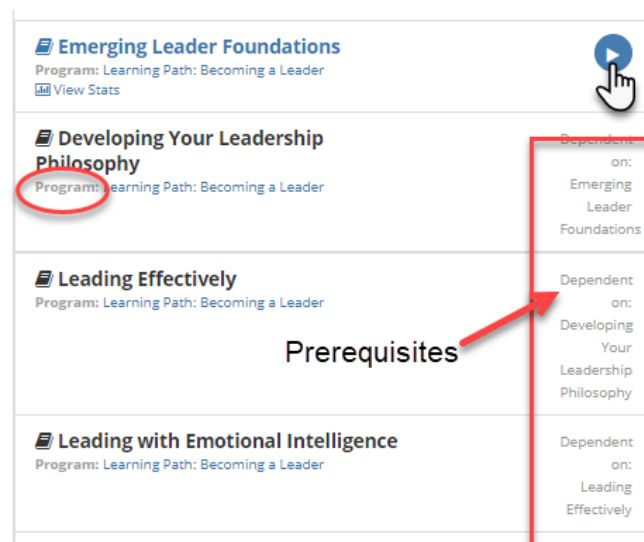 Emerging Leader Foundations
Program: Learning Path: Becoming a Leader
View Stats
Developing Your Leadership
Philosophy
Program: Learning Path: Becoming a Leader
Dependent
on:
Emerging
Leader
Foundations
Leading Effectively
Program: Learning Path: Becoming a Leader
Dependent
on:
Developing
Your
Leadership
Philosophy
Prerequisites
Leading with Emotional Intelligence
Program: Learning Path: Becoming a Leader
Dependent
on:
Leading
Effectively